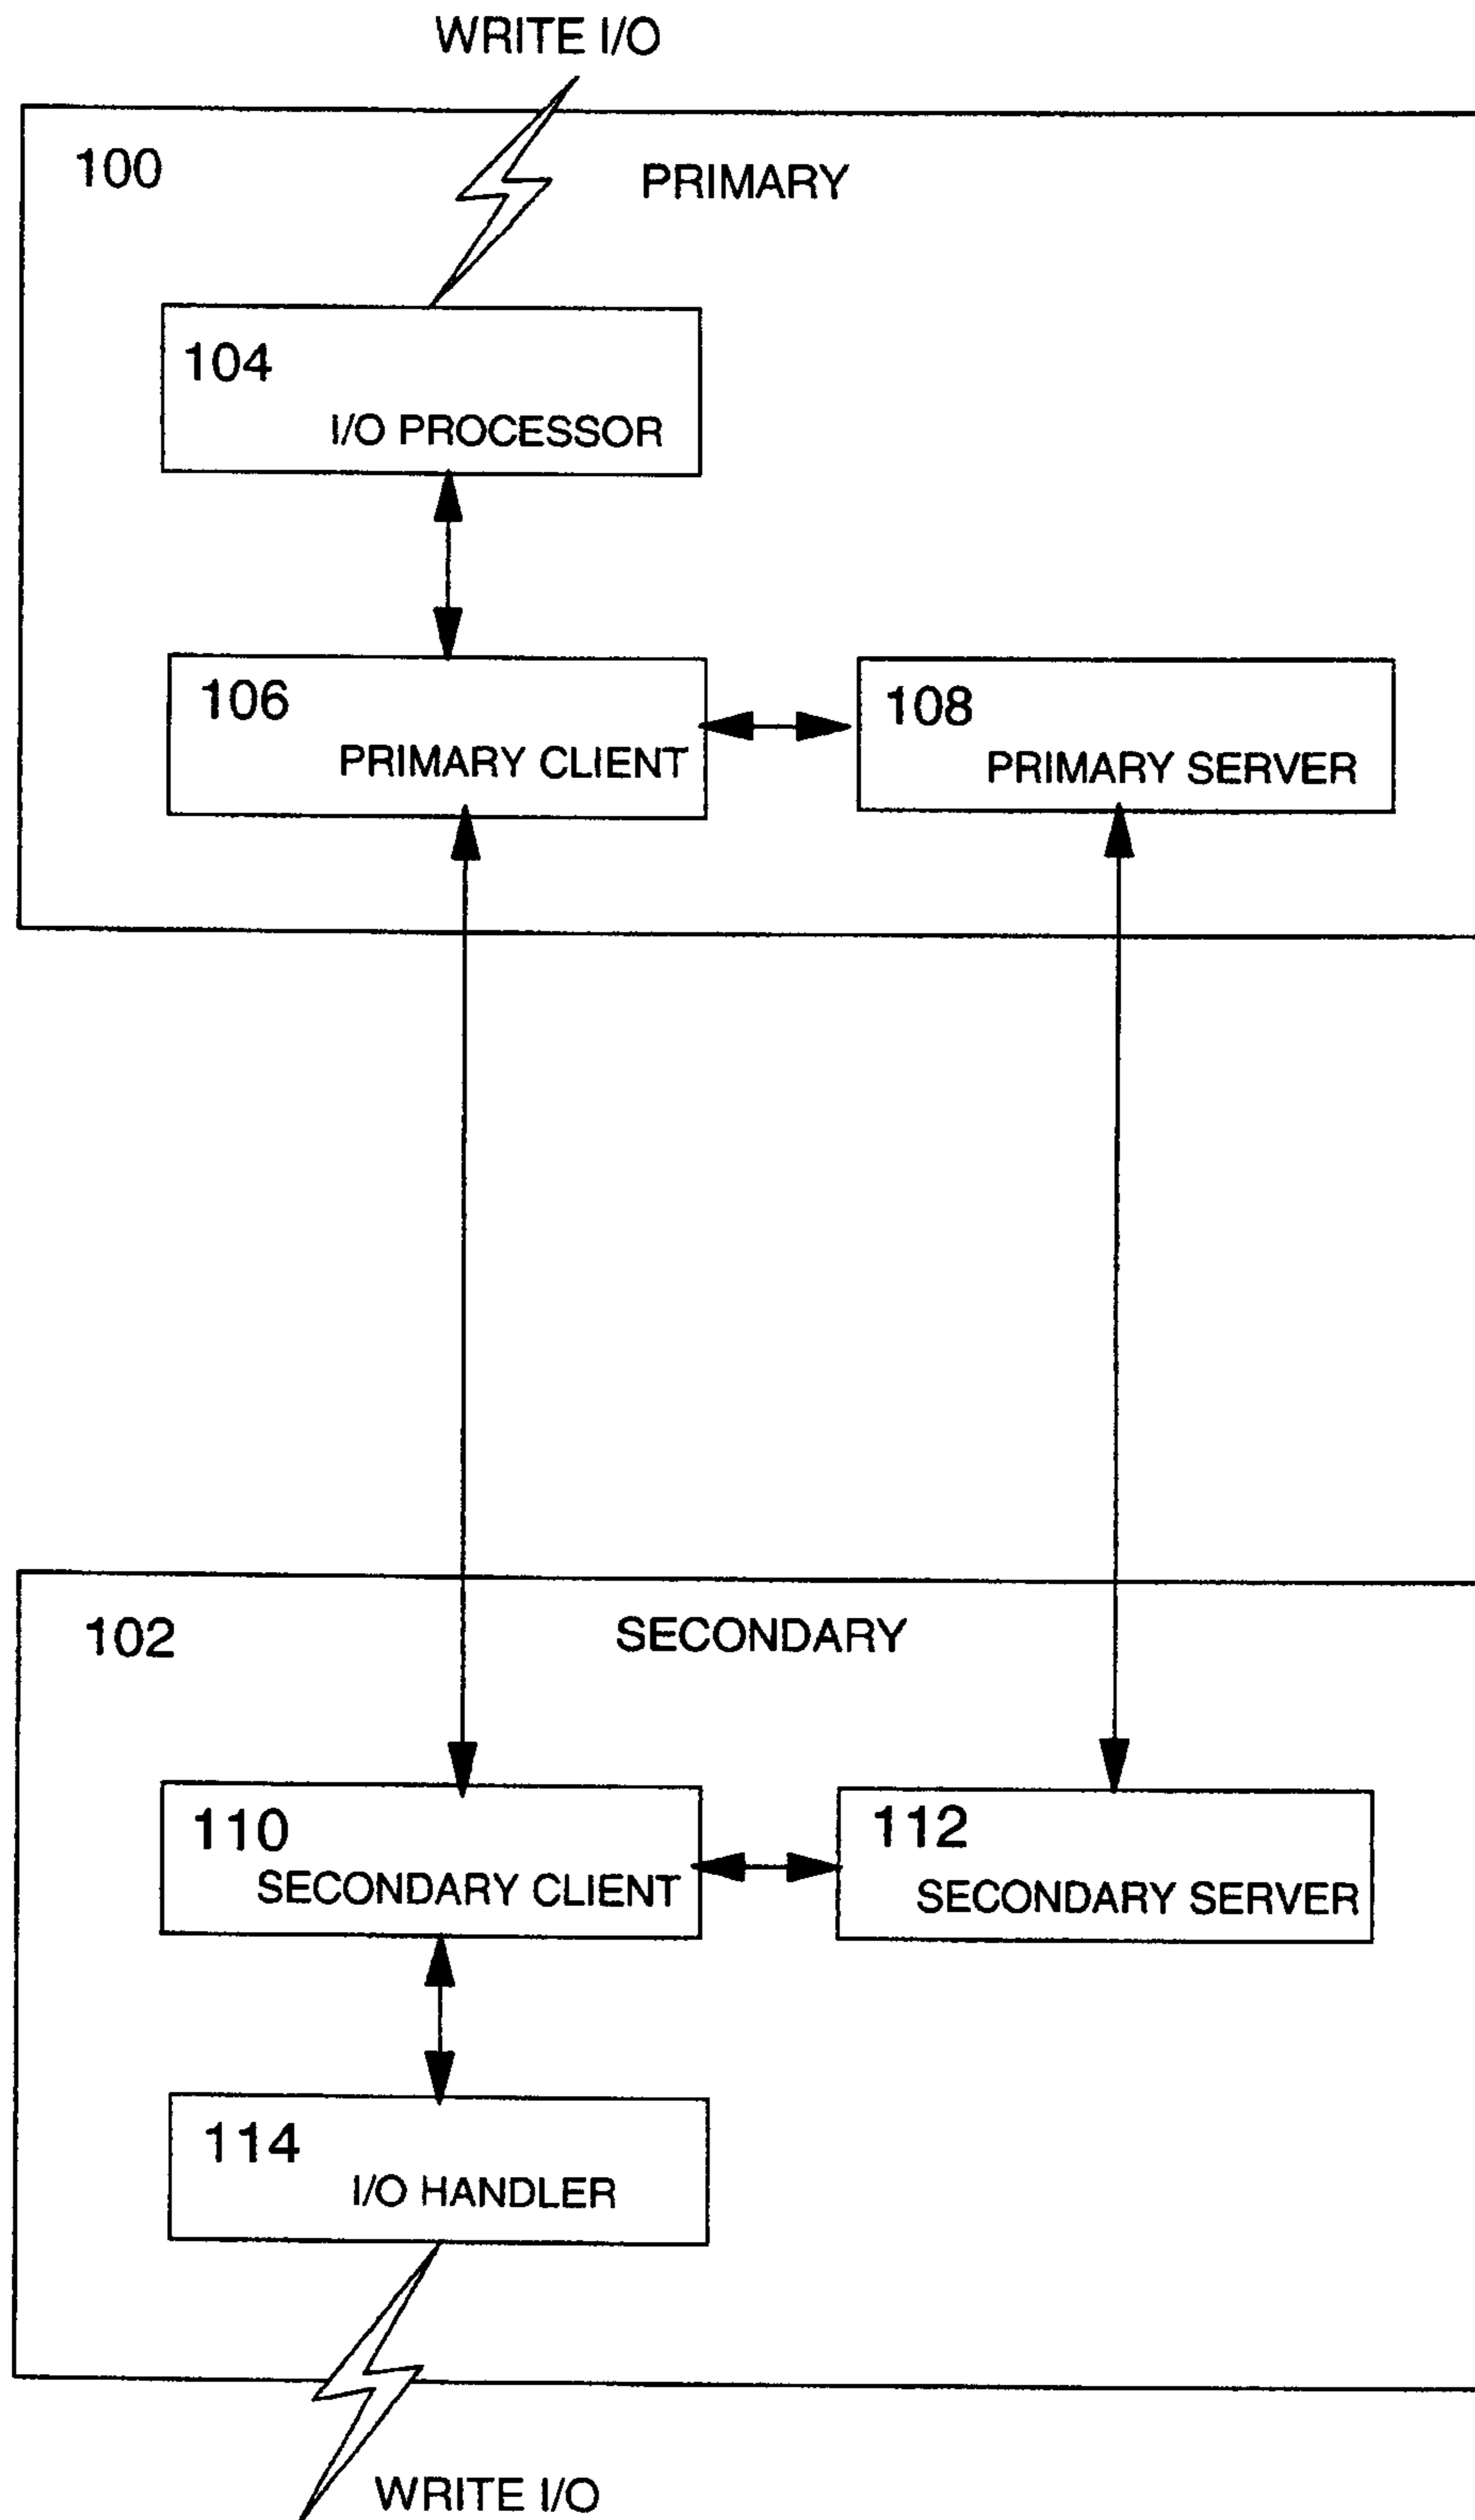 WRITE I/O
100
PRIMARY
104
I/O PROCESSOR
106
PRIMARY CLIENT
108
PRIMARY SERVER
102
SECONDARY
110
SECONDARY CLIENT
112
SECONDARY SERVER
114
I/O HANDLER
WRITE I/O